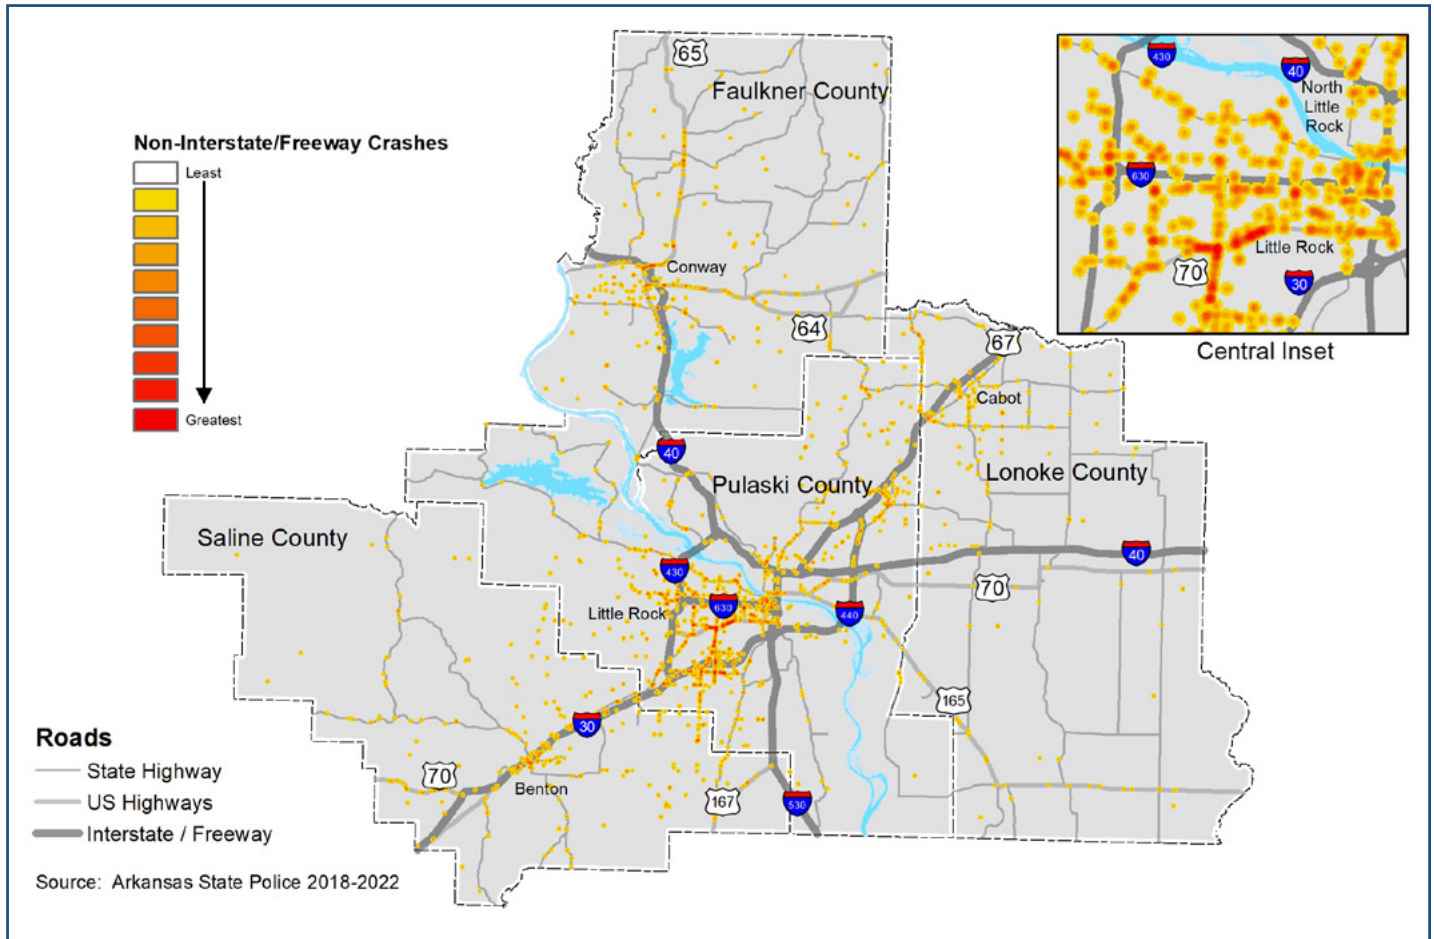 65
Faulkner County
430
40
North
Little
Rock
630
Little Rock
70
30
Central Inset
Non-Interstate/Freeway Crashes
Least
Greatest
Conway
64
67
Cabot
40
Pulaski County
Lonoke County
Saline County
40
430
70
630
Little Rock
440
165
30
Roads
State Highway
US Highways
Interstate / Freeway
70
Benton
167
530
Source: Arkansas State Police 2018-2022